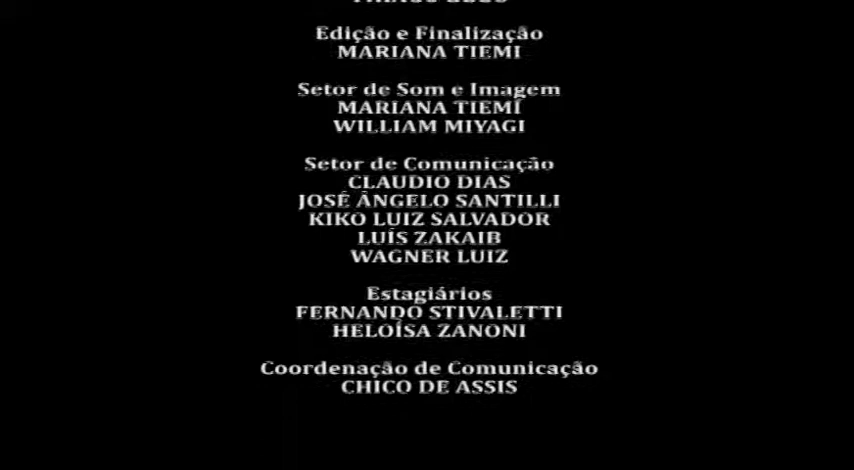 Edição e Finalização
MARIANA TIEMI
Setor de Som e Imagem
MARIANA TIEMI
WILLIAM MIYAGI
Setor de Comunicação
CLAUDIO DIAS
JOSÉ ÂNGELO SANTILLI
KIKO LUIZ SALVADOR
LUÍS ZAKAIB
WAGNER LUIZ
Estagiários
FERNANDO STIVALETTI
HELOÍSA ZANONI
Coordenação de Comunicação
CHICO DE ASSIS